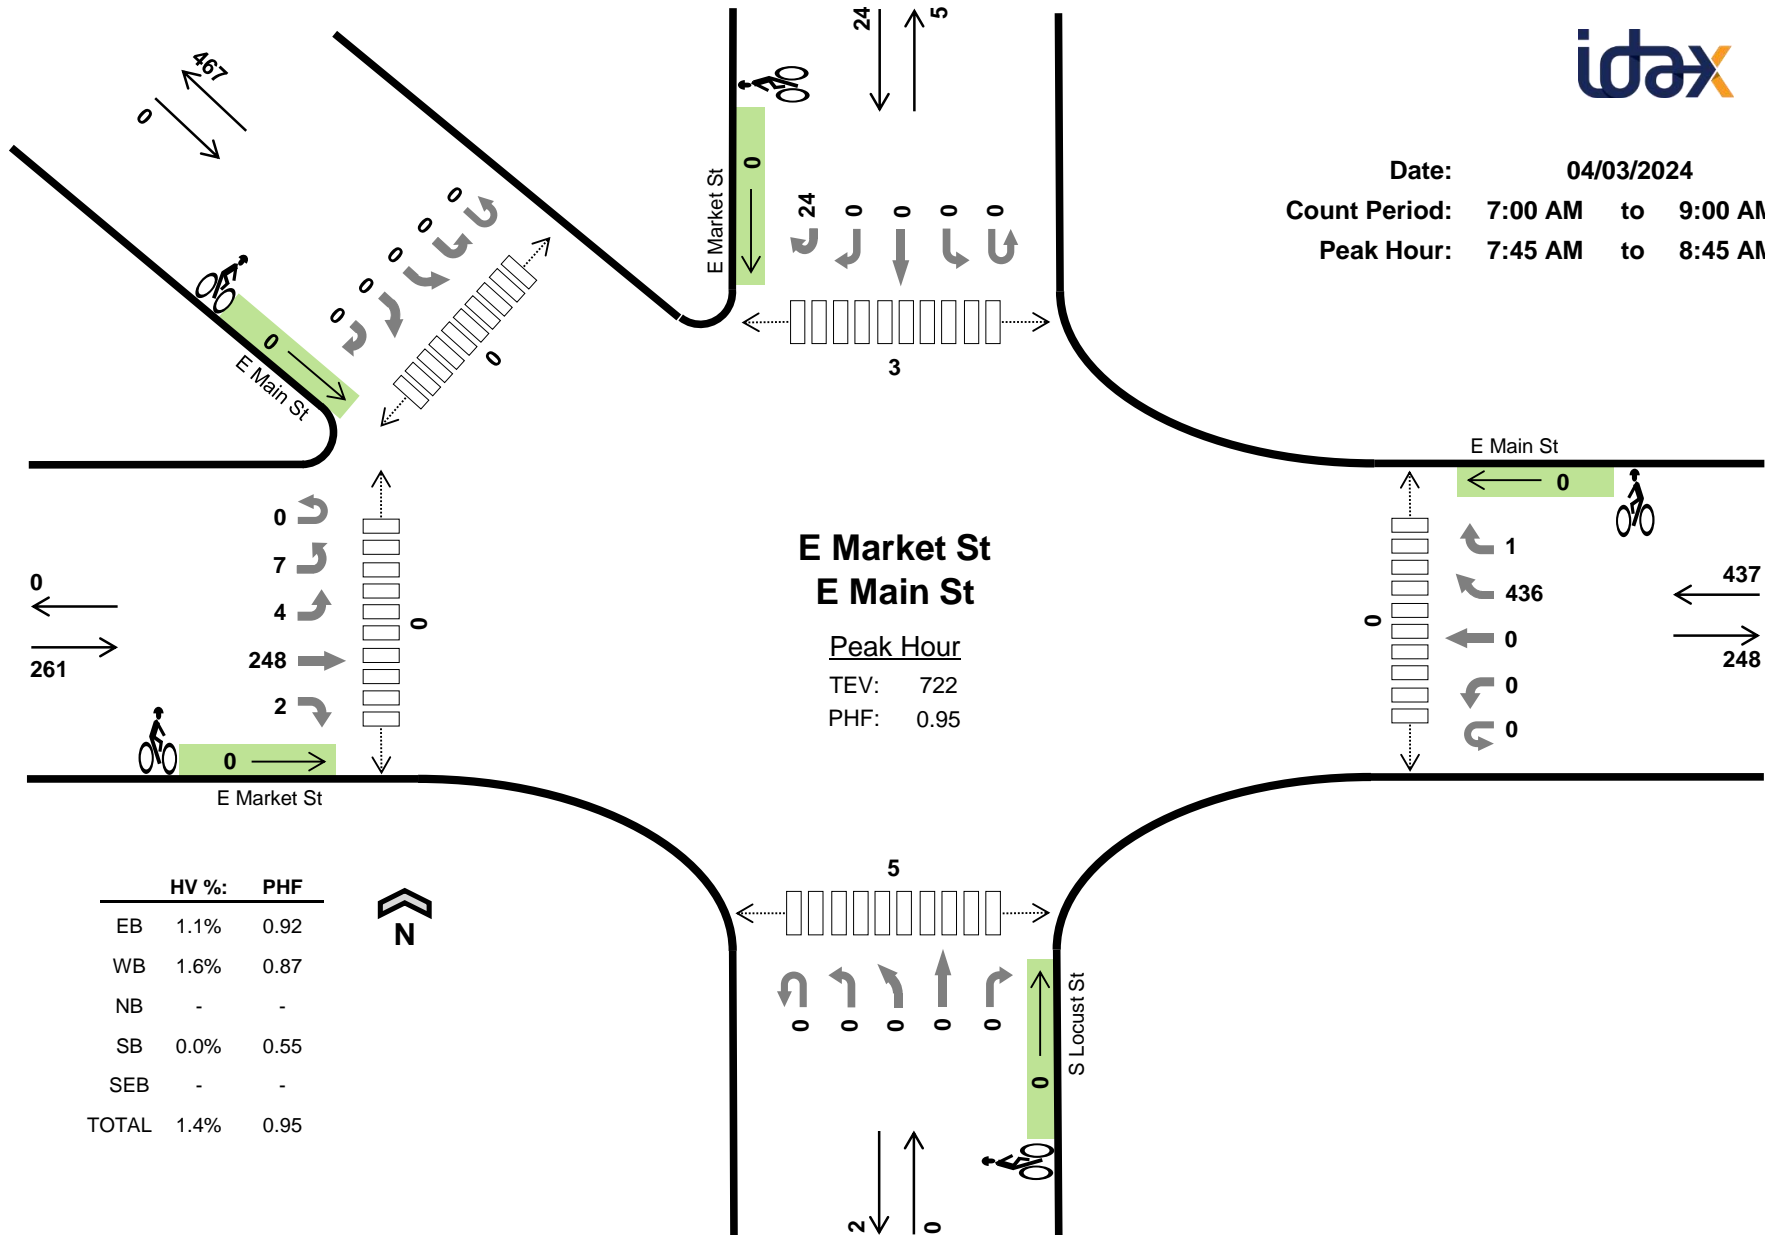 idax
Date: 04/03/2024
Count Period: 7:00 AM to 9:00 AM
Peak Hour: 7:45 AM to 8:45 AM
467
0
24
5
E Market St
0
24
0
0
0
0
3
0
0
0
0
0
0
E Main St
0
0
7
4
248
2
0
0
261
0
E Market St
E Market St
E Main St
Peak Hour
TEV: 722
PHF: 0.95
E Main St
0
1
436
0
0
0
0
437
248
5
0
0
0
0
0
0
S Locust St
2
0
HV %: PHF
EB 1.1% 0.92
WB 1.6% 0.87
NB - -
SB 0.0% 0.55
SEB - -
TOTAL 1.4% 0.95
N